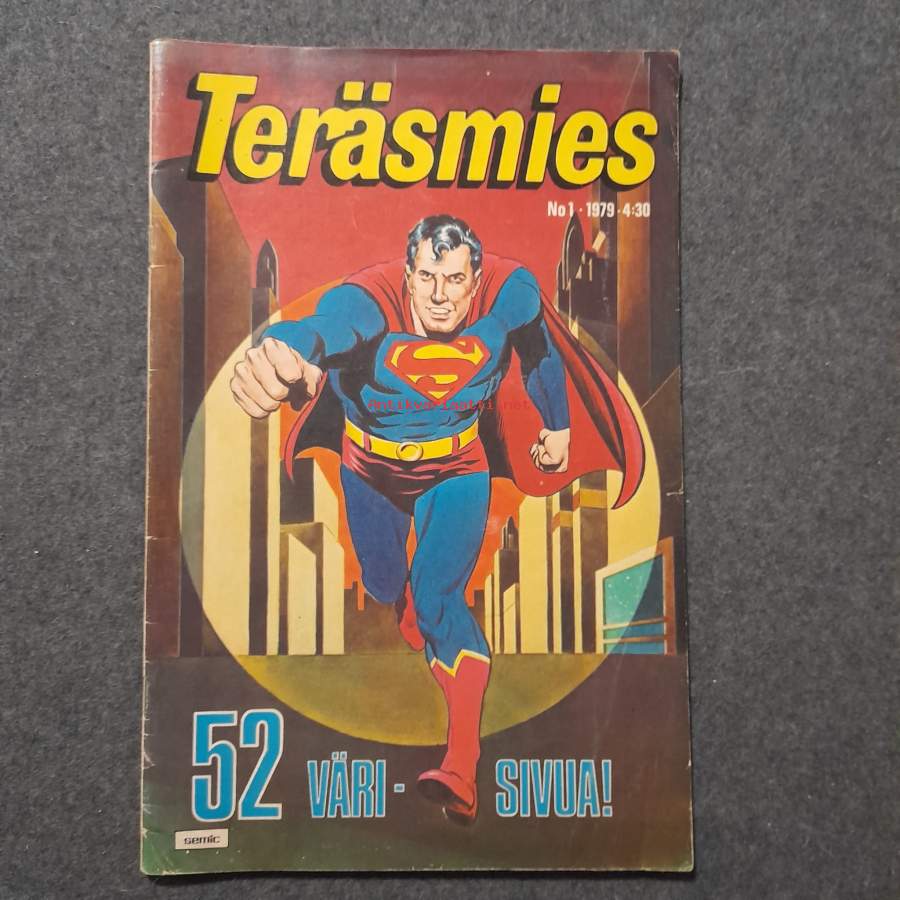 Teräsmies
No 1 · 1979 · 4:30
S
Antikvariaatti.net
52 VÄRI - SIVUA!
semic